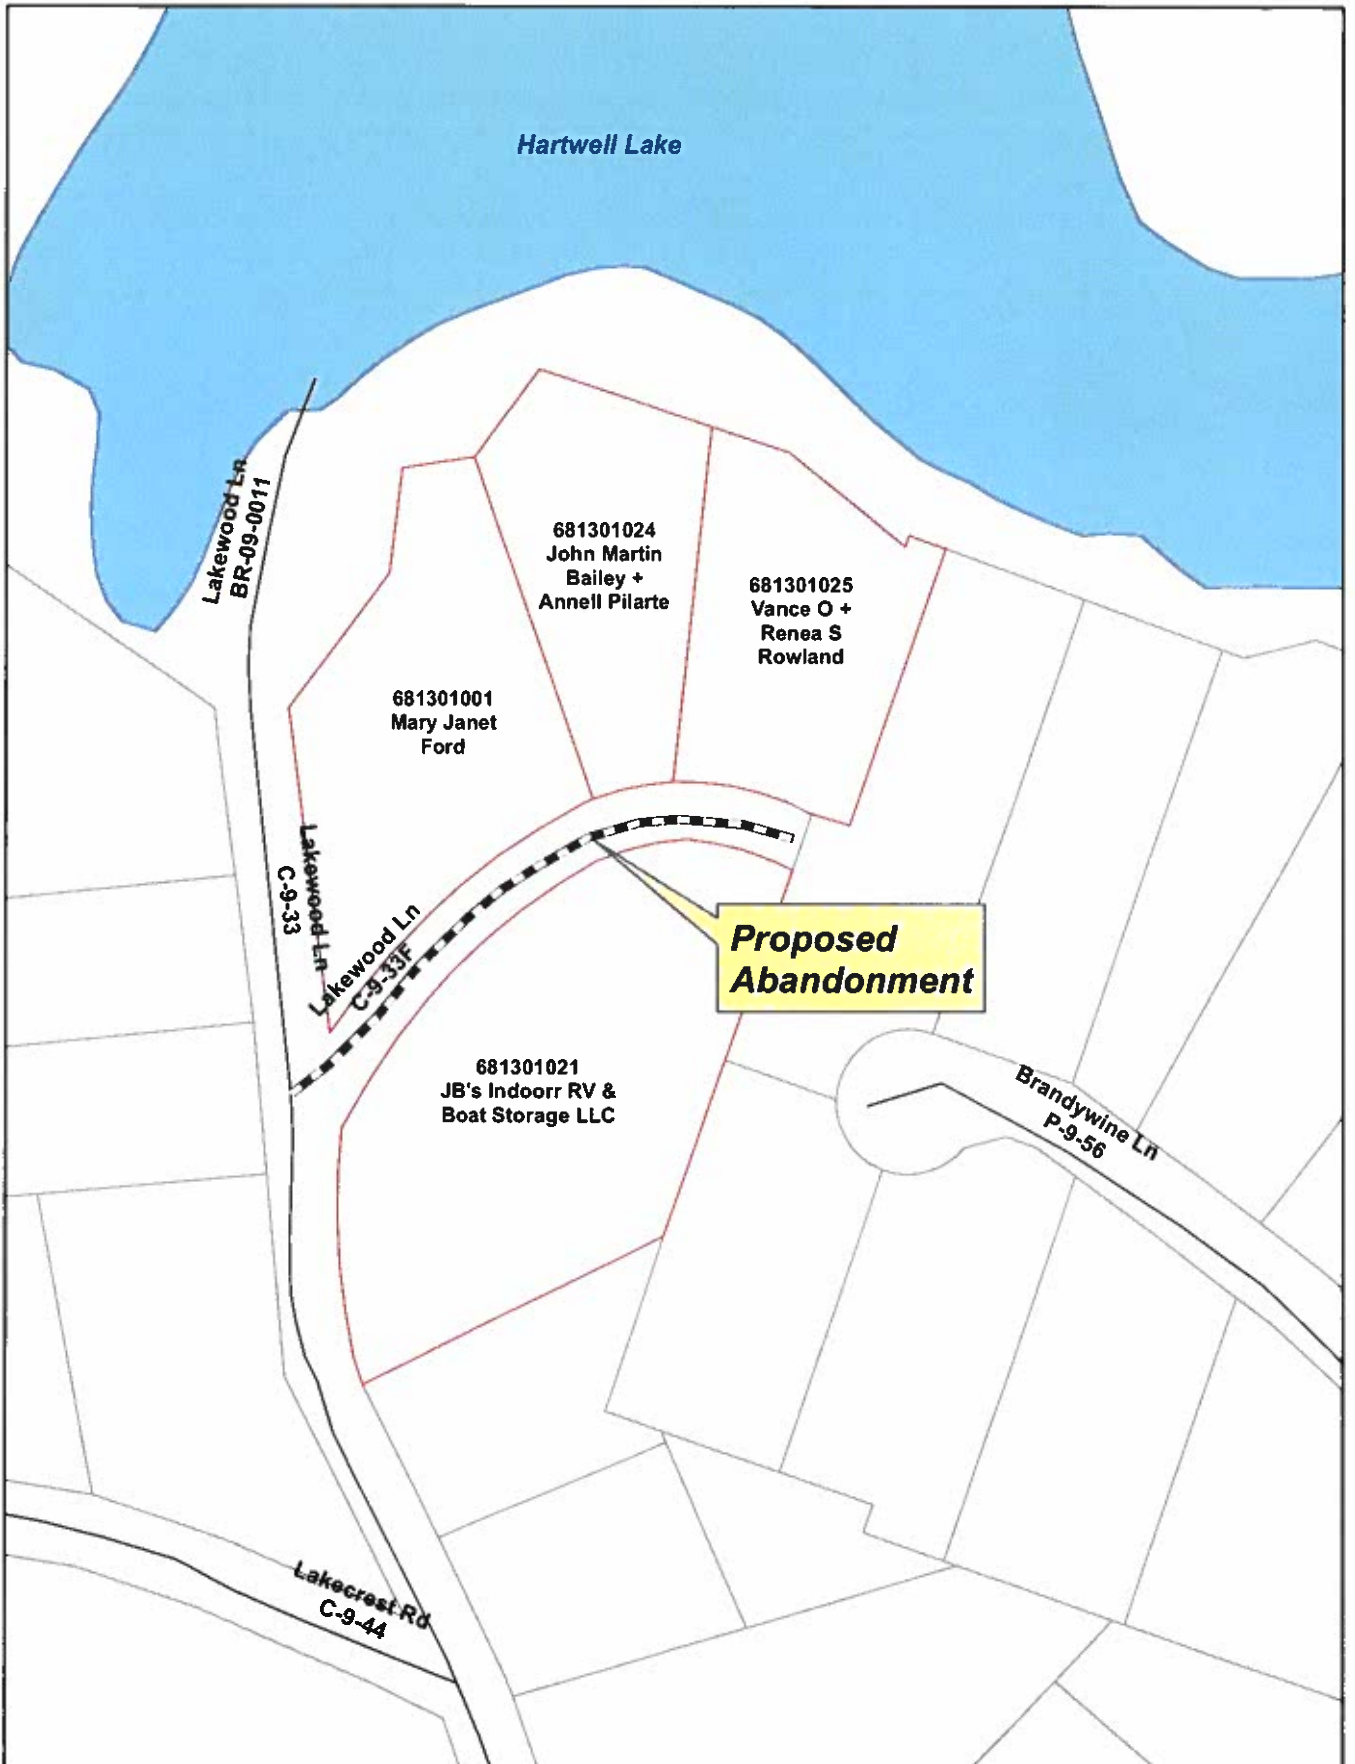 Hartwell Lake
Lakewood Ln
BR-09-0011
681301024
John Martin
Bailey +
Annell Pilarte
681301025
Vance O +
Renea S
Rowland
681301001
Mary Janet
Ford
Lakewood Ln
C-9-33
Lakewood Ln
C-9-33F
Proposed
Abandonment
681301021
JB's Indoorr RV &
Boat Storage LLC
Brandywine Ln
P-9-56
Lakecrest Rd
C-9-44